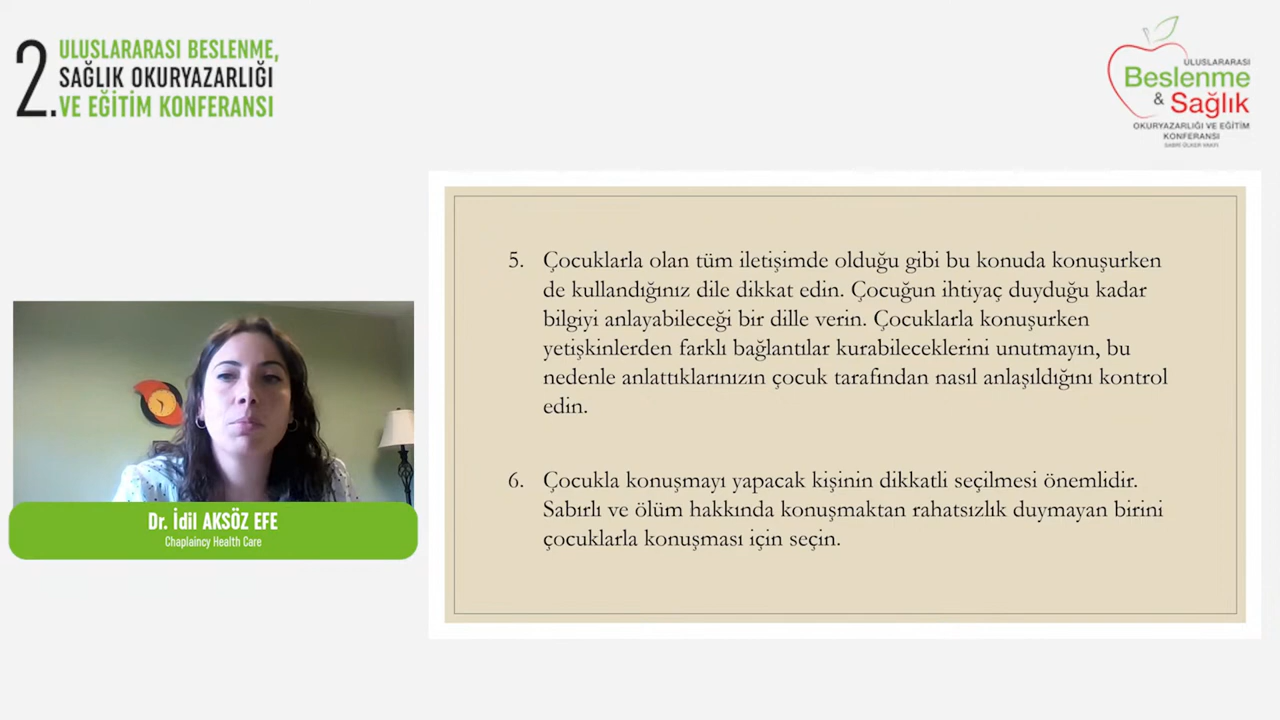 2.
ULUSLARARASI BESLENME,
SAĞLIK OKURYAZARLIĞI
VE EĞİTİM KONFERANSI
ULUSLARARASI
Beslenme
& Sağlık
OKURYAZARLIĞI VE EĞİTİM
KONFERANSI
SABRİ ÜLKER VAKFI
5. Çocuklarla olan tüm iletişimde olduğu gibi bu konuda konuşurken
de kullandığınız dile dikkat edin. Çocuğun ihtiyaç duyduğu kadar
bilgiyi anlayabileceği bir dille verin. Çocuklarla konuşurken
yetişkinlerden farklı bağlantılar kurabileceklerini unutmayın, bu
nedenle anlattıklarınızın çocuk tarafından nasıl anlaşıldığını kontrol
edin.
6. Çocukla konuşmayı yapacak kişinin dikkatli seçilmesi önemlidir.
Sabırlı ve ölüm hakkında konuşmaktan rahatsızlık duymayan birini
çocuklarla konuşması için seçin.
Dr. İdil AKSÖZ EFE
Chaplaincy Health Care